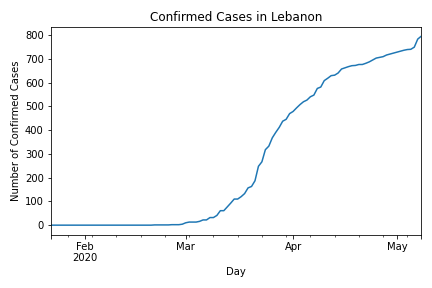 Confirmed Cases in Lebanon
Number of Confirmed Cases
800
700
600
500
400
300
200
100
0
Feb
2020
Mar
Apr
May
Day